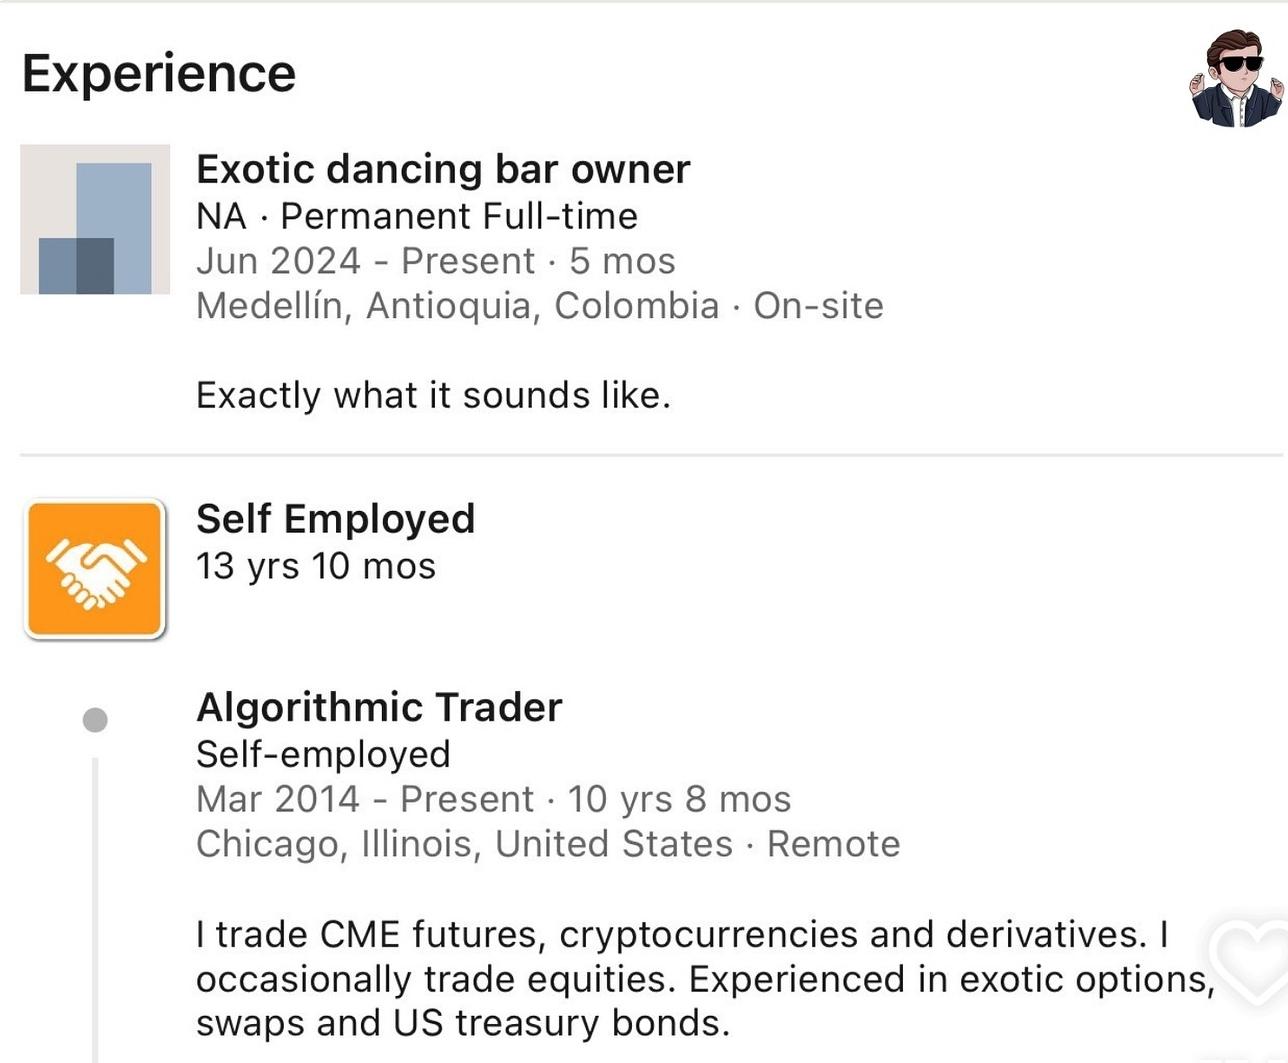 Experience
Exotic dancing bar owner
NA · Permanent Full-time
Jun 2024 - Present · 5 mos
Medellín, Antioquia, Colombia · On-site
Exactly what it sounds like.
Self Employed
13 yrs 10 mos
Algorithmic Trader
Self-employed
Mar 2014 - Present · 10 yrs 8 mos
Chicago, Illinois, United States · Remote
I trade CME futures, cryptocurrencies and derivatives. I
occasionally trade equities. Experienced in exotic options,
swaps and US treasury bonds.